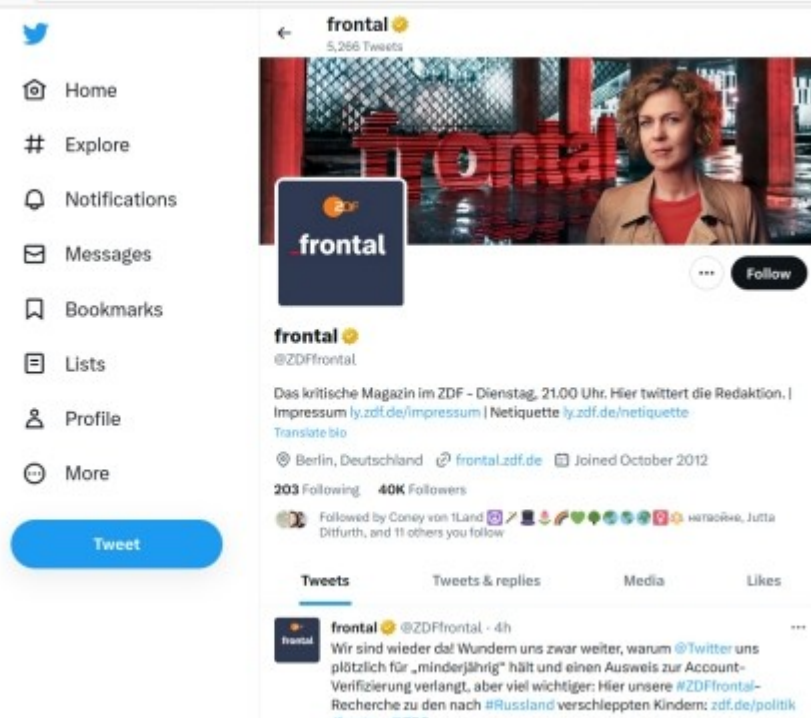 frontal
5,266 Tweets
Home
Explore
Notifications
Messages
Bookmarks
Lists
Profile
More
Tweet
frontal
ZDF
frontal
Follow
frontal
@ZDFfrontal
Das kritische Magazin im ZDF – Dienstag, 21.00 Uhr. Hier twittert die Redaktion. |
Impressum ly.zdf.de/impressum | Netiquette ly.zdf.de/netiquette
Translate bio
Berlin, Deutschland frontal.zdf.de Joined October 2012
203 Following 40K Followers
Followed by Coney von 1Land нетвойне, Jutta
Ditfurth, and 11 others you follow
Tweets Tweets & replies Media Likes
frontal
frontal @ZDFfrontal · 4h
Wir sind wieder da! Wundern uns zwar weiter, warum @Twitter uns
plötzlich für „minderjährig“ hält und einen Ausweis zur Account-
Verifizierung verlangt, aber viel wichtiger: Hier unsere #ZDFfrontal-
Recherche zu den nach #Russland verschleppten Kindern: zdf.de/politik